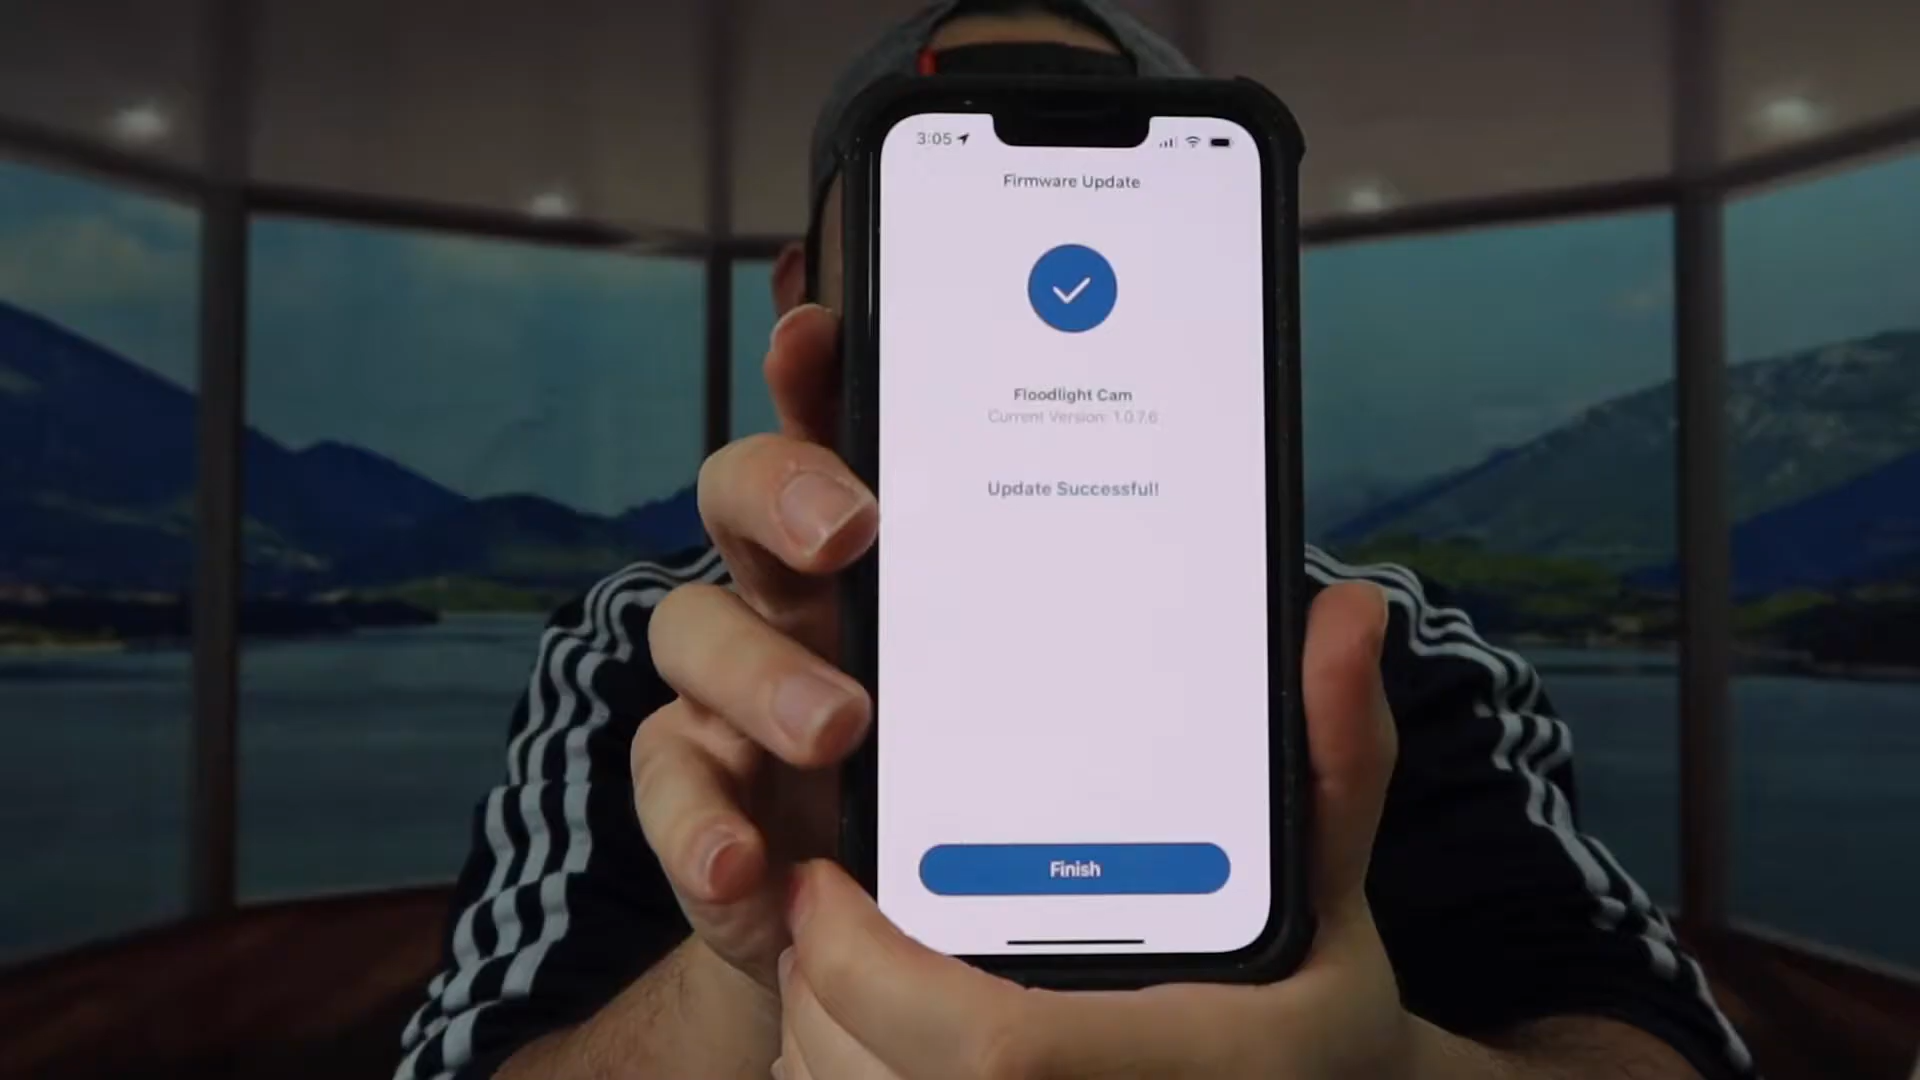 3:05
Firmware Update
Floodlight Cam
Current Version: 1.0.7.6
Update Successful!
Finish